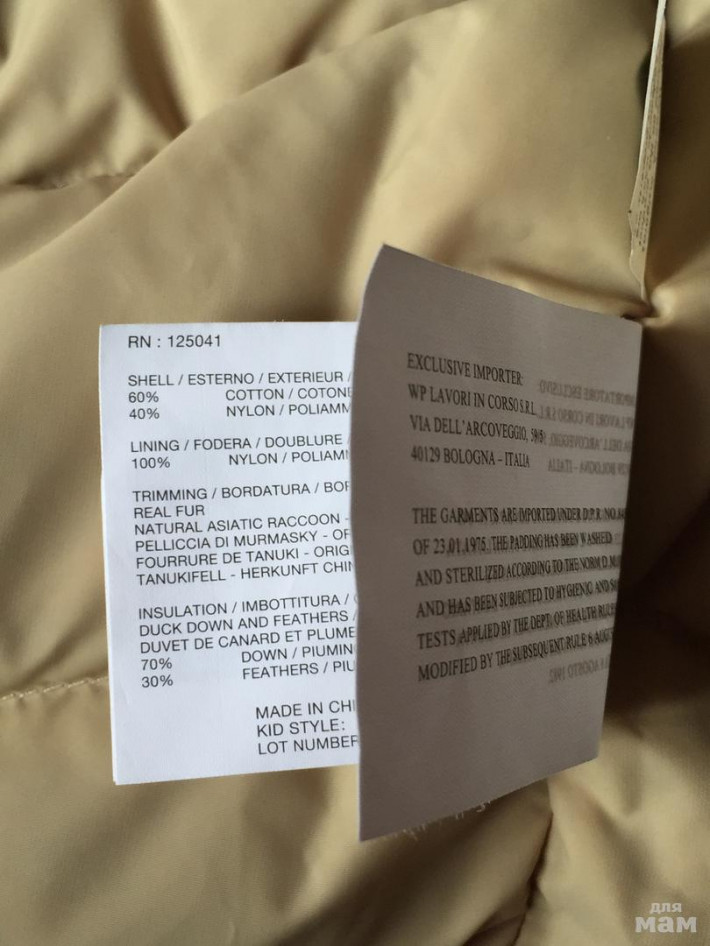 RN : 125041
SHELL / ESTERNO / EXTERIEUR /
60% COTTON / COTONE
40% NYLON / POLIAMM
LINING / FODERA / DOUBLURE
100% NYLON / POLIAM
TRIMMING / BORDATURA / BOR
REAL FUR
NATURAL ASIATIC RACCOON -
PELLICCIA DI MURMASKY - OF
FOURRURE DE TANUKI - ORIG
TANUKIFELL - HERKUNFT CHIN
INSULATION / IMBOTTITURA /
DUCK DOWN AND FEATHERS /
DUVET DE CANARD ET PLUME
70% DOWN / PIUMIN
30% FEATHERS / PIU
MADE IN CHI
KID STYLE:
LOT NUMBER
EXCLUSIVE IMPORTER
WP LAVORI IN CORSO S.R.L.
VIA DELL'ARCOVEGGIO, 59/5
40129 BOLOGNA – ITALIA
THE GARMENTS ARE IMPORTED UNDER D.P.R. NO.
OF 23.01.1975. THE PADDING HAS BEEN WASHED
AND STERILIZED ACCORDING TO THE NORM D.M.
AND HAS BEEN SUBJECTED TO HYGIENIC AND
TESTS APPLIED BY THE DEPT. OF HEALTH RULE
MODIFIED BY THE SUBSEQUENT RULE 6 AUG
для
мам